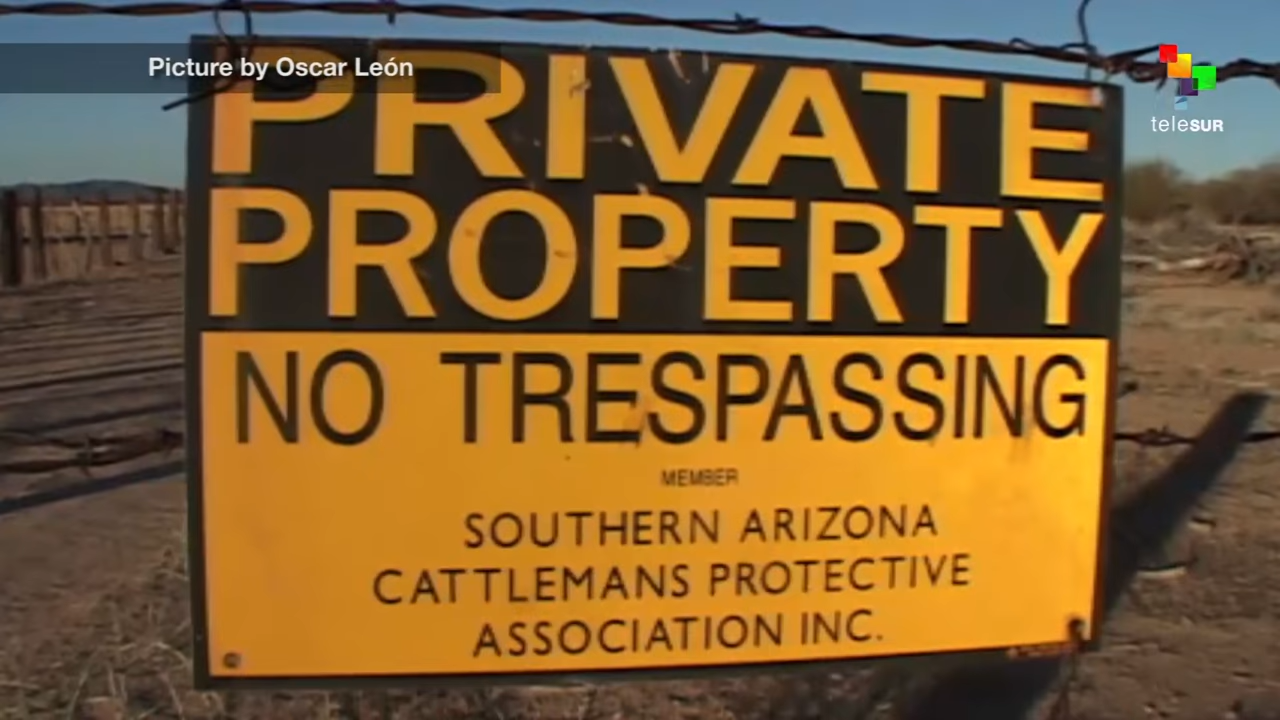 Picture by Oscar León
teleSUR
PRIVATE
PROPERTY
NO TRESPASSING
MEMBER
SOUTHERN ARIZONA
CATTLEMANS PROTECTIVE
ASSOCIATION INC.